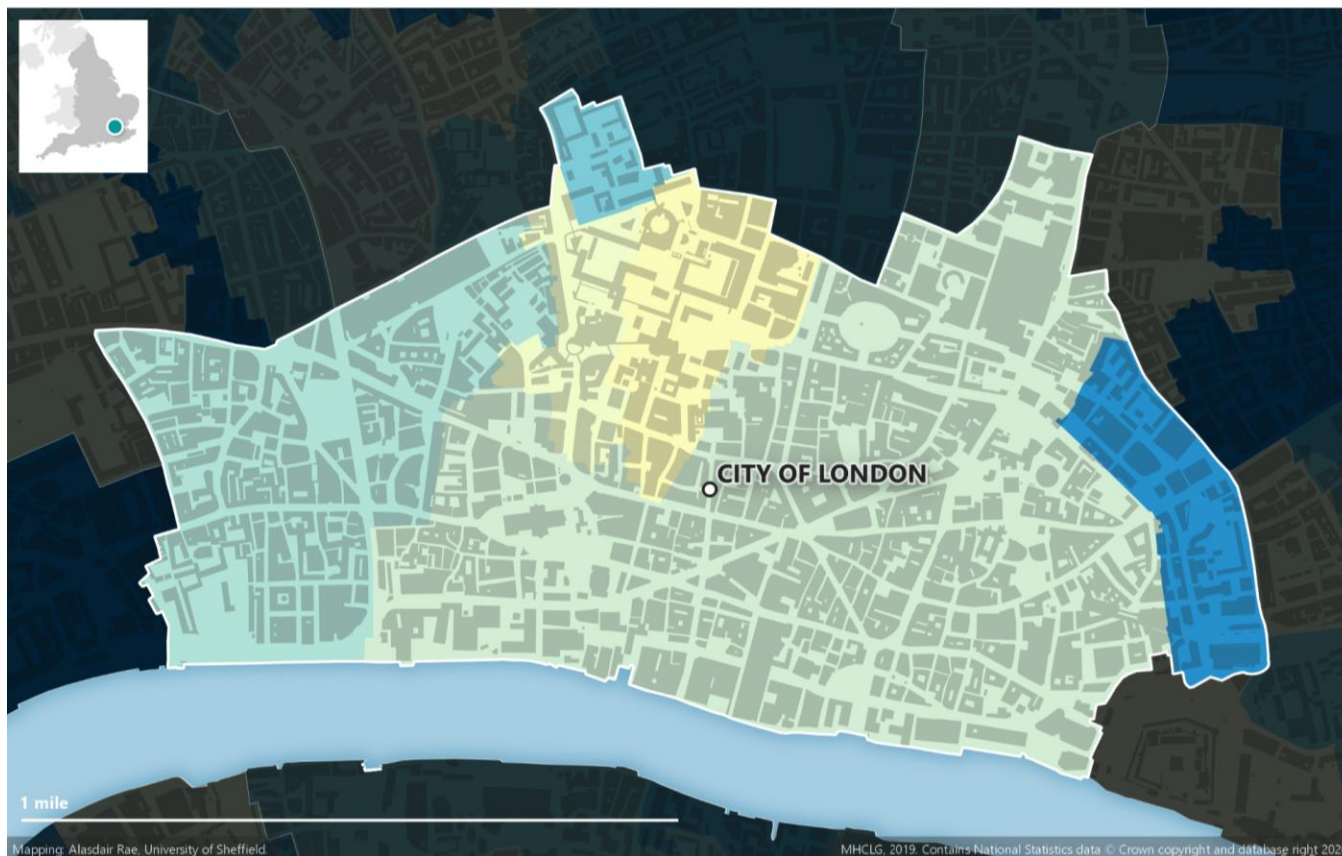 CITY OF LONDON
1 mile
Mapping: Alasdair Rae, University of Sheffield.
MHCLG, 2019. Contains National Statistics data © Crown copyright and database right 202